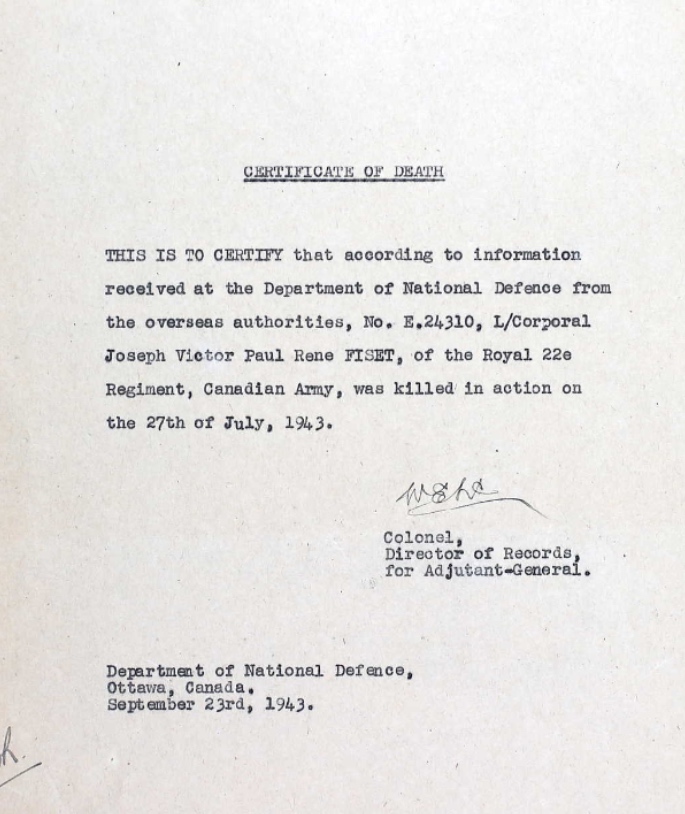 CERTIFICATE OF DEATH
THIS IS TO CERTIFY that according to information
received at the Department of National Defence from
the overseas authorities, No. E.24310, L/Corporal
Joseph Victor Paul Rene FISET, of the Royal 22e
Regiment, Canadian Army, was killed in action on
the 27th of July, 1943.
Colonel,
Director of Records,
for Adjutant-General.
Department of National Defence,
Ottawa, Canada.
September 23rd, 1943.